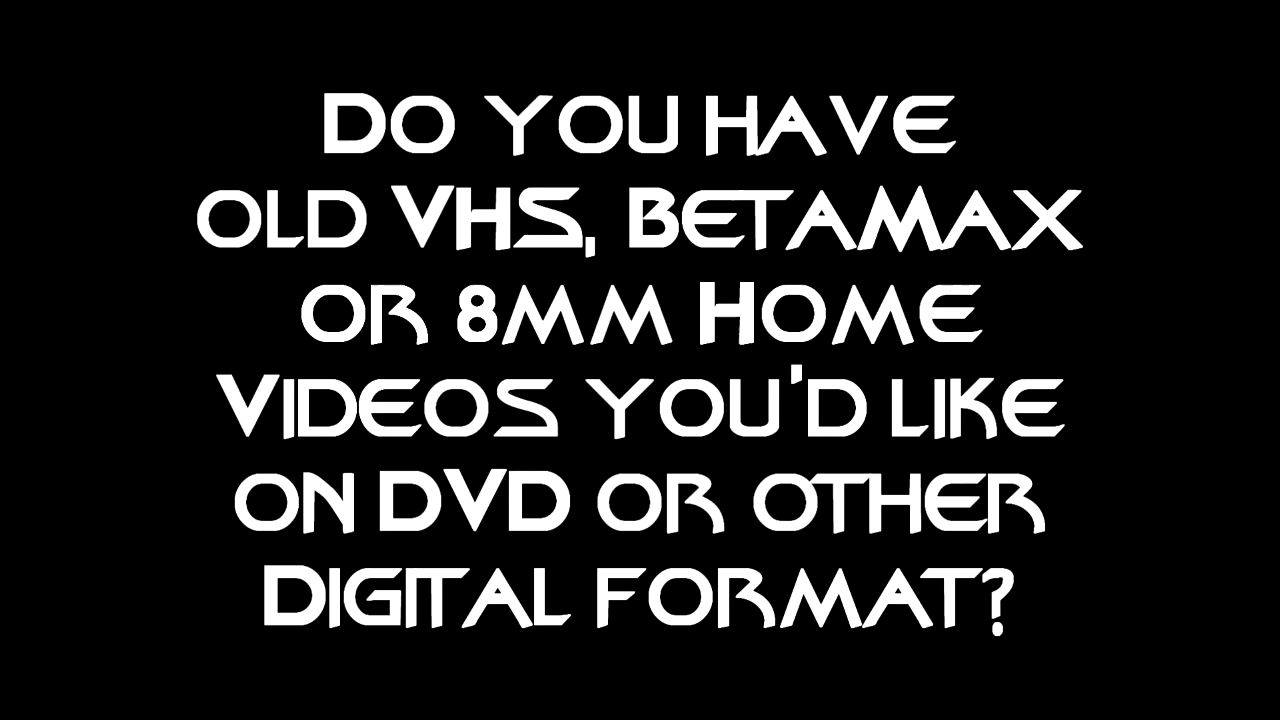 Do you have
old VHS, BetaMax
or 8mm Home
Videos you'd like
on DVD or other
Digital format?